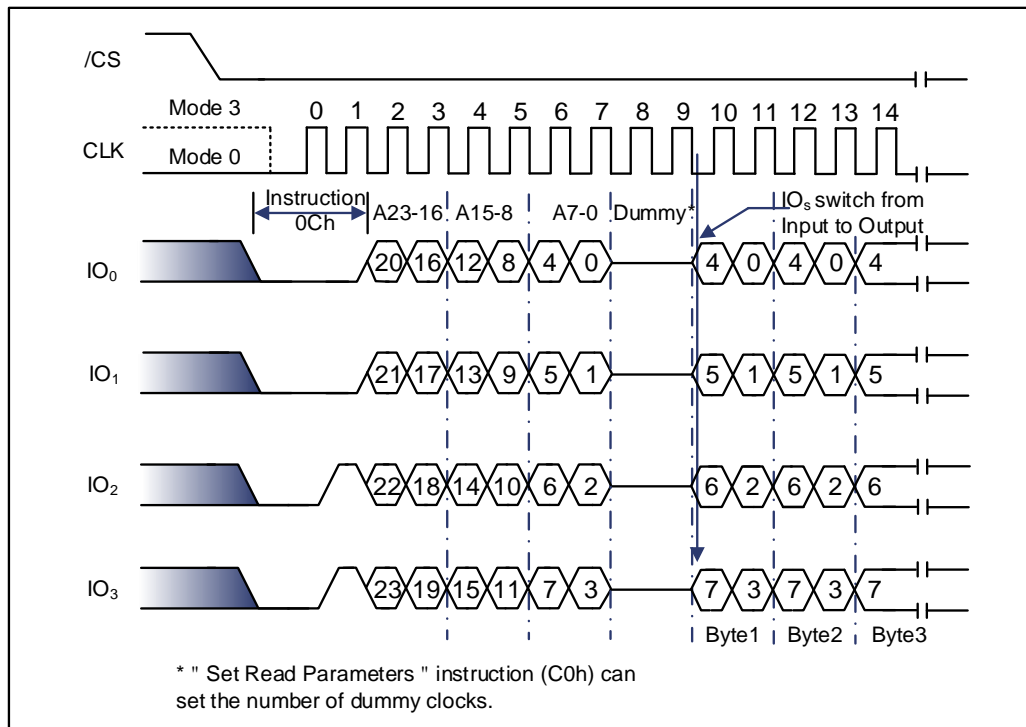 /CS
Mode 3
0 1 2 3 4 5 6 7 8 9 10 11 12 13 14
CLK
Mode 0
Instruction
0Ch
A23-16 A15-8 A7-0 Dummy*
IOs switch from
Input to Output
IO0 20 16 12 8 4 0 4 0 4 0 4
IO1 21 17 13 9 5 1 5 1 5 1 5
IO2 22 18 14 10 6 2 6 2 6 2 6
IO3 23 19 15 11 7 3 7 3 7 3 7
Byte1 Byte2 Byte3
* " Set Read Parameters " instruction (C0h) can
set the number of dummy clocks.